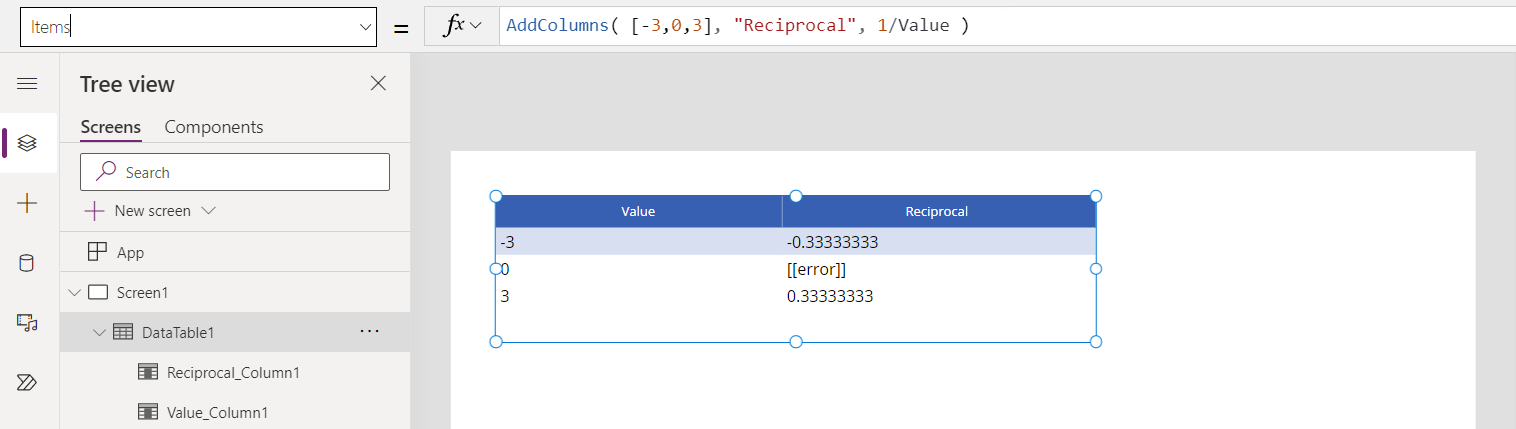 Items = fx AddColumns( [-3,0,3], "Reciprocal", 1/Value )
Tree view
Screens Components
Search
New screen
App
Screen1
DataTable1 ...
Reciprocal_Column1
Value_Column1
Value Reciprocal
-3 -0.33333333
0 [[error]]
3 0.33333333